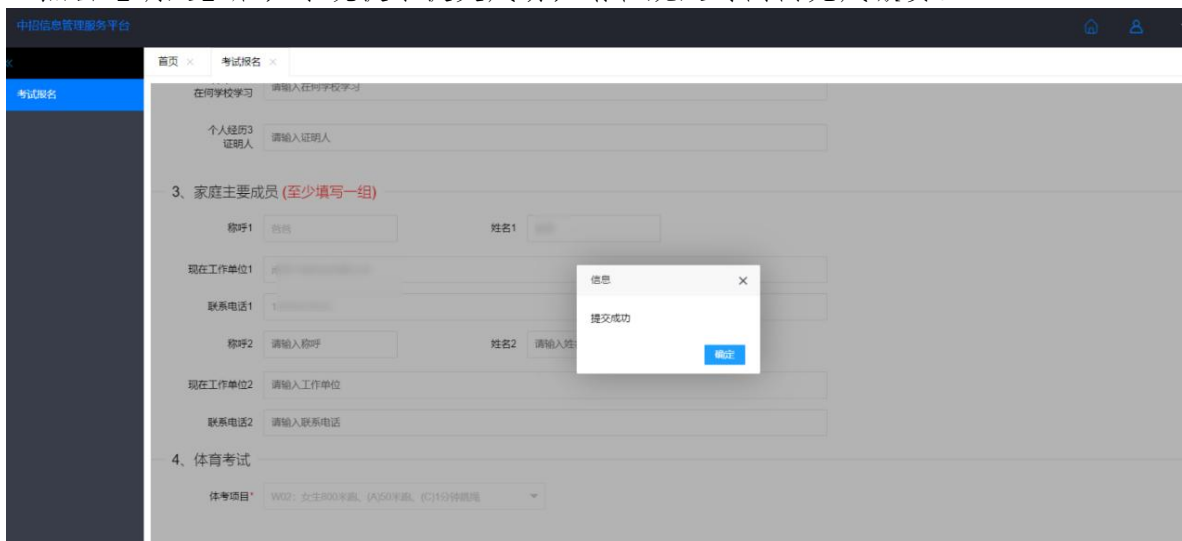 中招信息管理服务平台
首页 考试报名
考试报名
在何学校学习 请输入在何学校学习
个人经历3
证明人 请输入证明人
3、家庭主要成员 (至少填写一组)
称呼1 姓名1
现在工作单位1
联系电话1 1
称呼2 请输入称呼 姓名2 请输入姓
现在工作单位2 请输入工作单位
联系电话2 请输入联系电话
4、体育考试
体考项目* W02：女生800米跑、(A)50米跑、(C)1分钟跳绳
信息
提交成功
确定